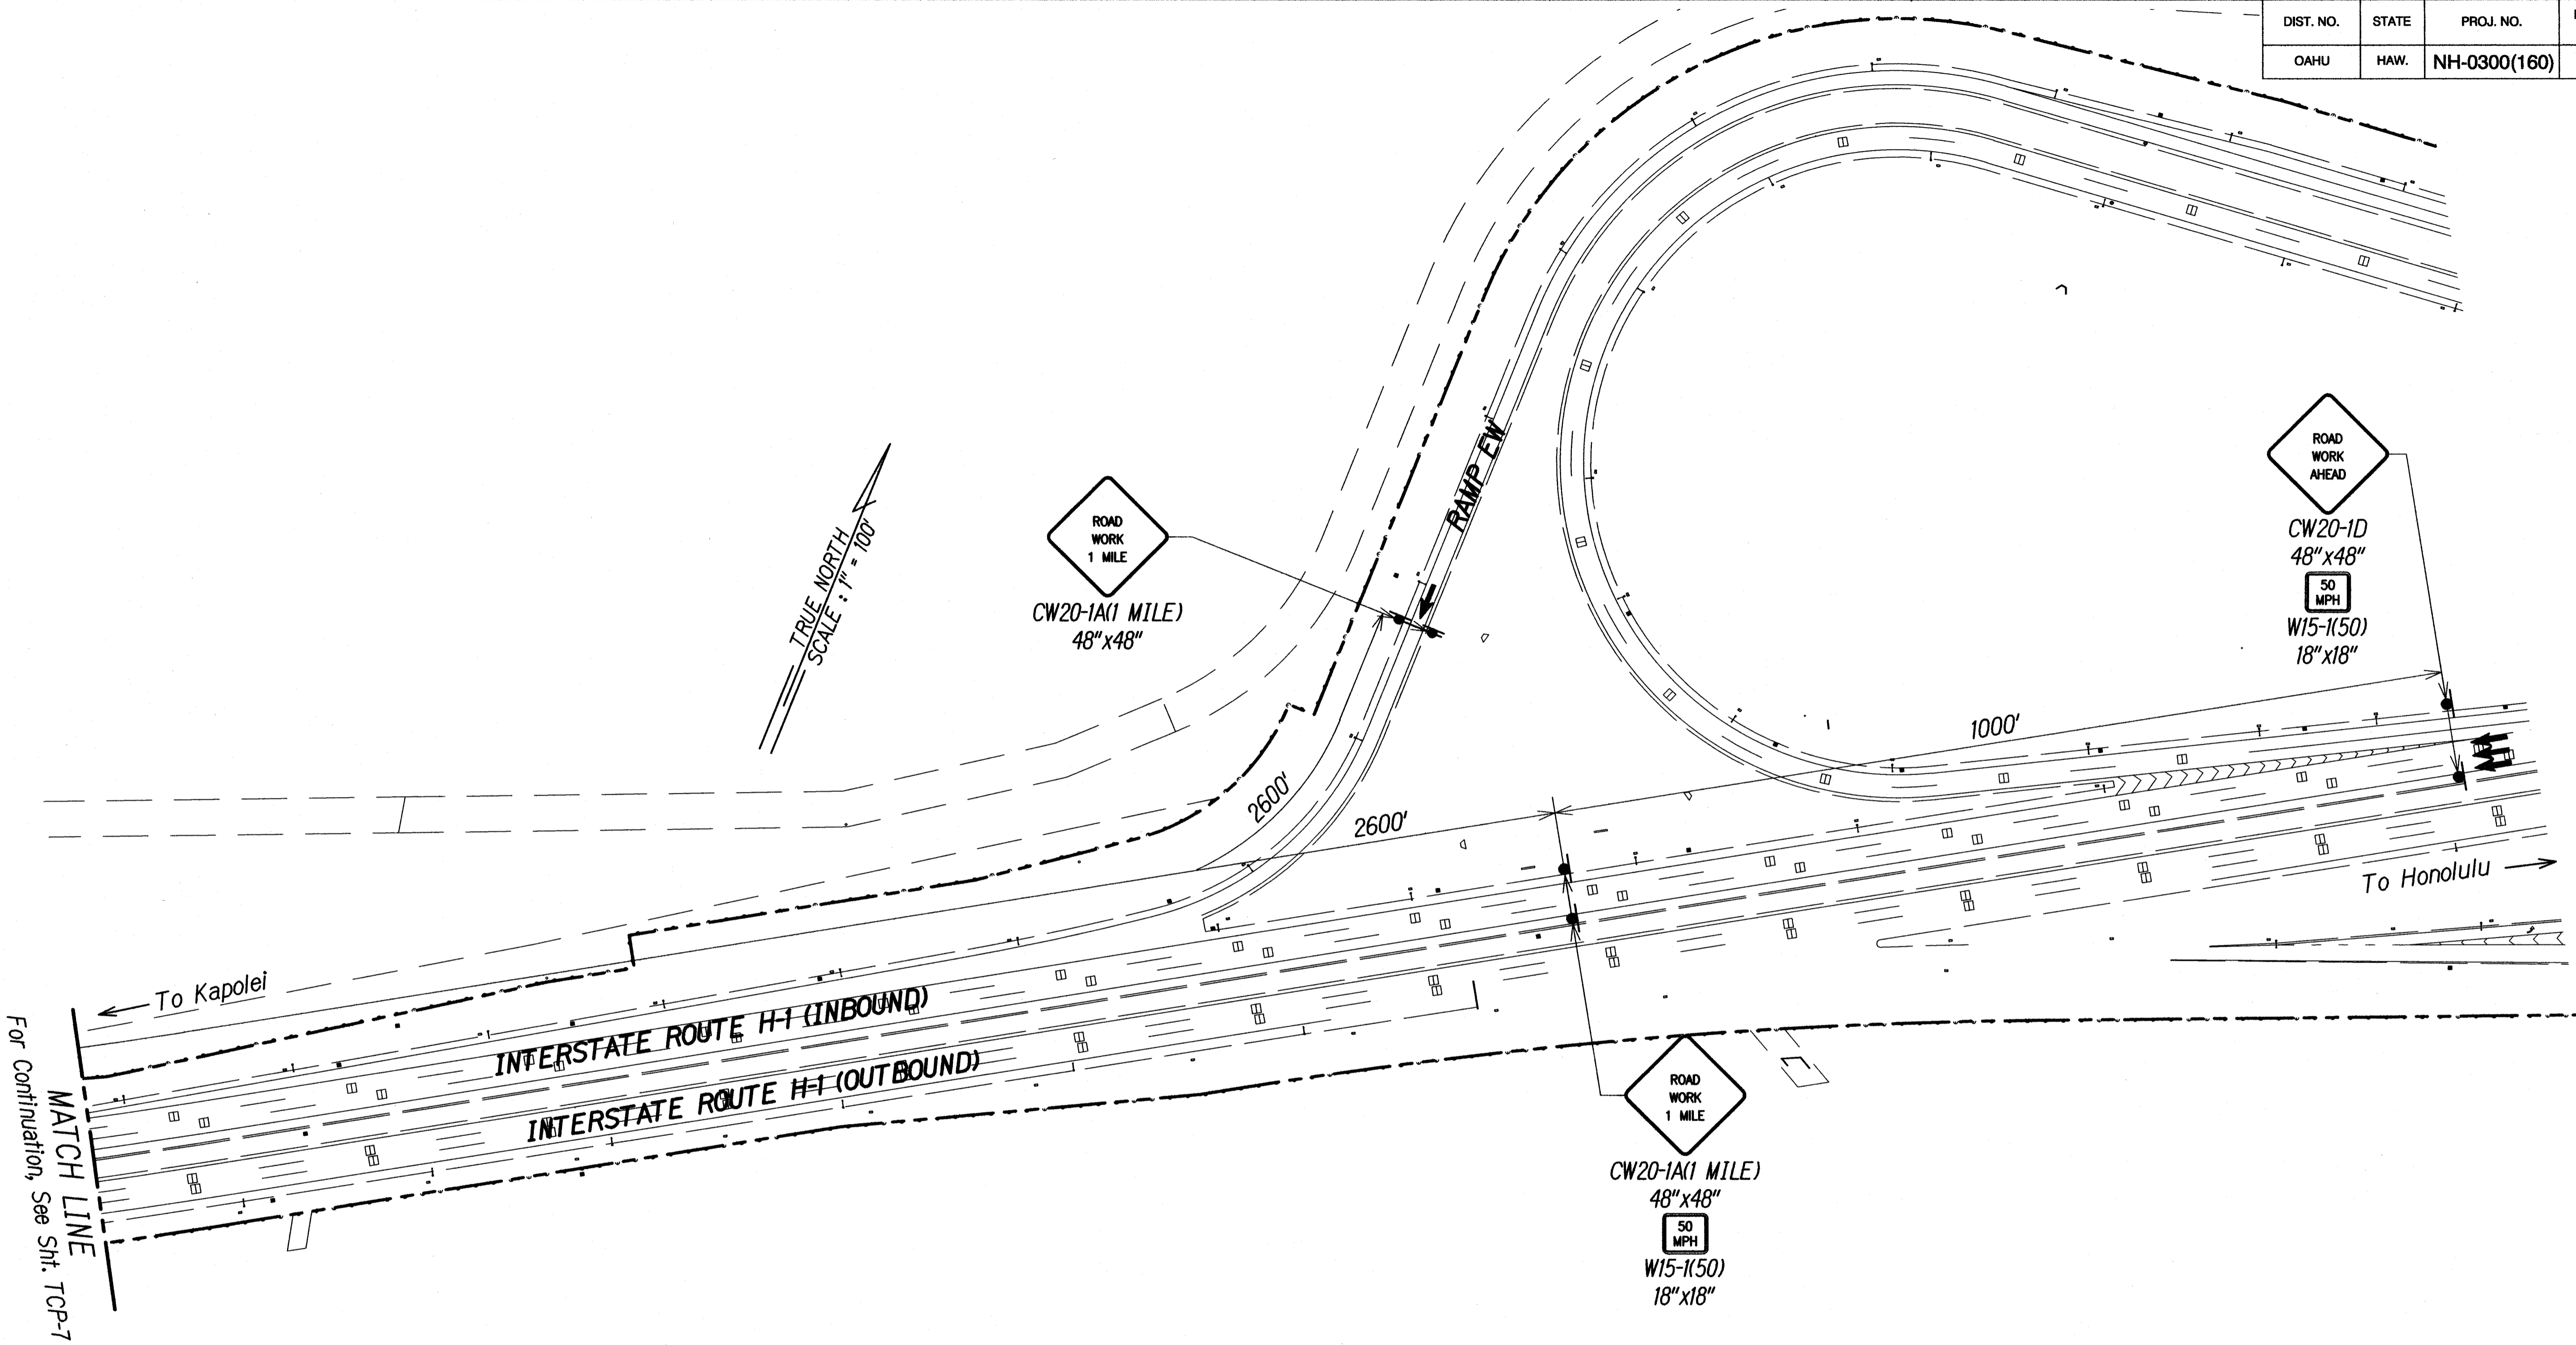 DIST. NO. STATE PROJ. NO.
OAHU HAW. NH-0300(160)
RAMP EW
ROAD
WORK
AHEAD
CW20-1D
48"x48"
50
MPH
W15-1(50)
18"x18"
ROAD
WORK
1 MILE
CW20-1A(1 MILE)
48"x48"
TRUE NORTH
SCALE : 1" = 100'
1000'
2600'
2600'
To Honolulu
To Kapolei
INTERSTATE ROUTE H-1 (INBOUND)
INTERSTATE ROUTE H-1 (OUTBOUND)
MATCH LINE
For Continuation, See Sht. TCP-7
ROAD
WORK
1 MILE
CW20-1A(1 MILE)
48"x48"
50
MPH
W15-1(50)
18"x18"